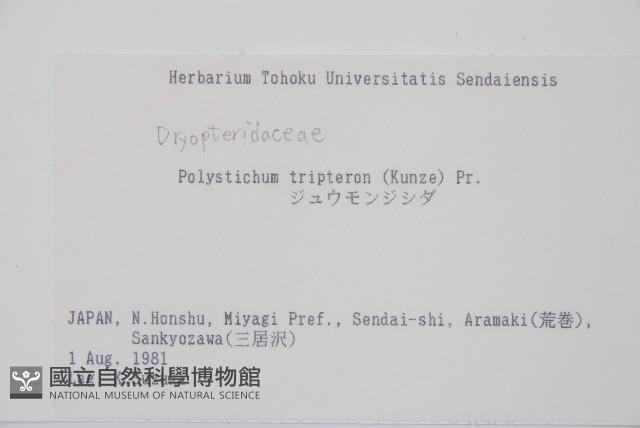 Herbarium Tohoku Universitatis Sendaiensis
Dryopteridaceae
Polystichum tripteron (Kunze) Pr.
ジュウモンジシダ
JAPAN, N.Honshu, Miyagi Pref., Sendai-shi, Aramaki(荒巻),
Sankyozawa(三居沢)
1 Aug. 1981
國立自然科學博物館
NATIONAL MUSEUM OF NATURAL SCIENCE